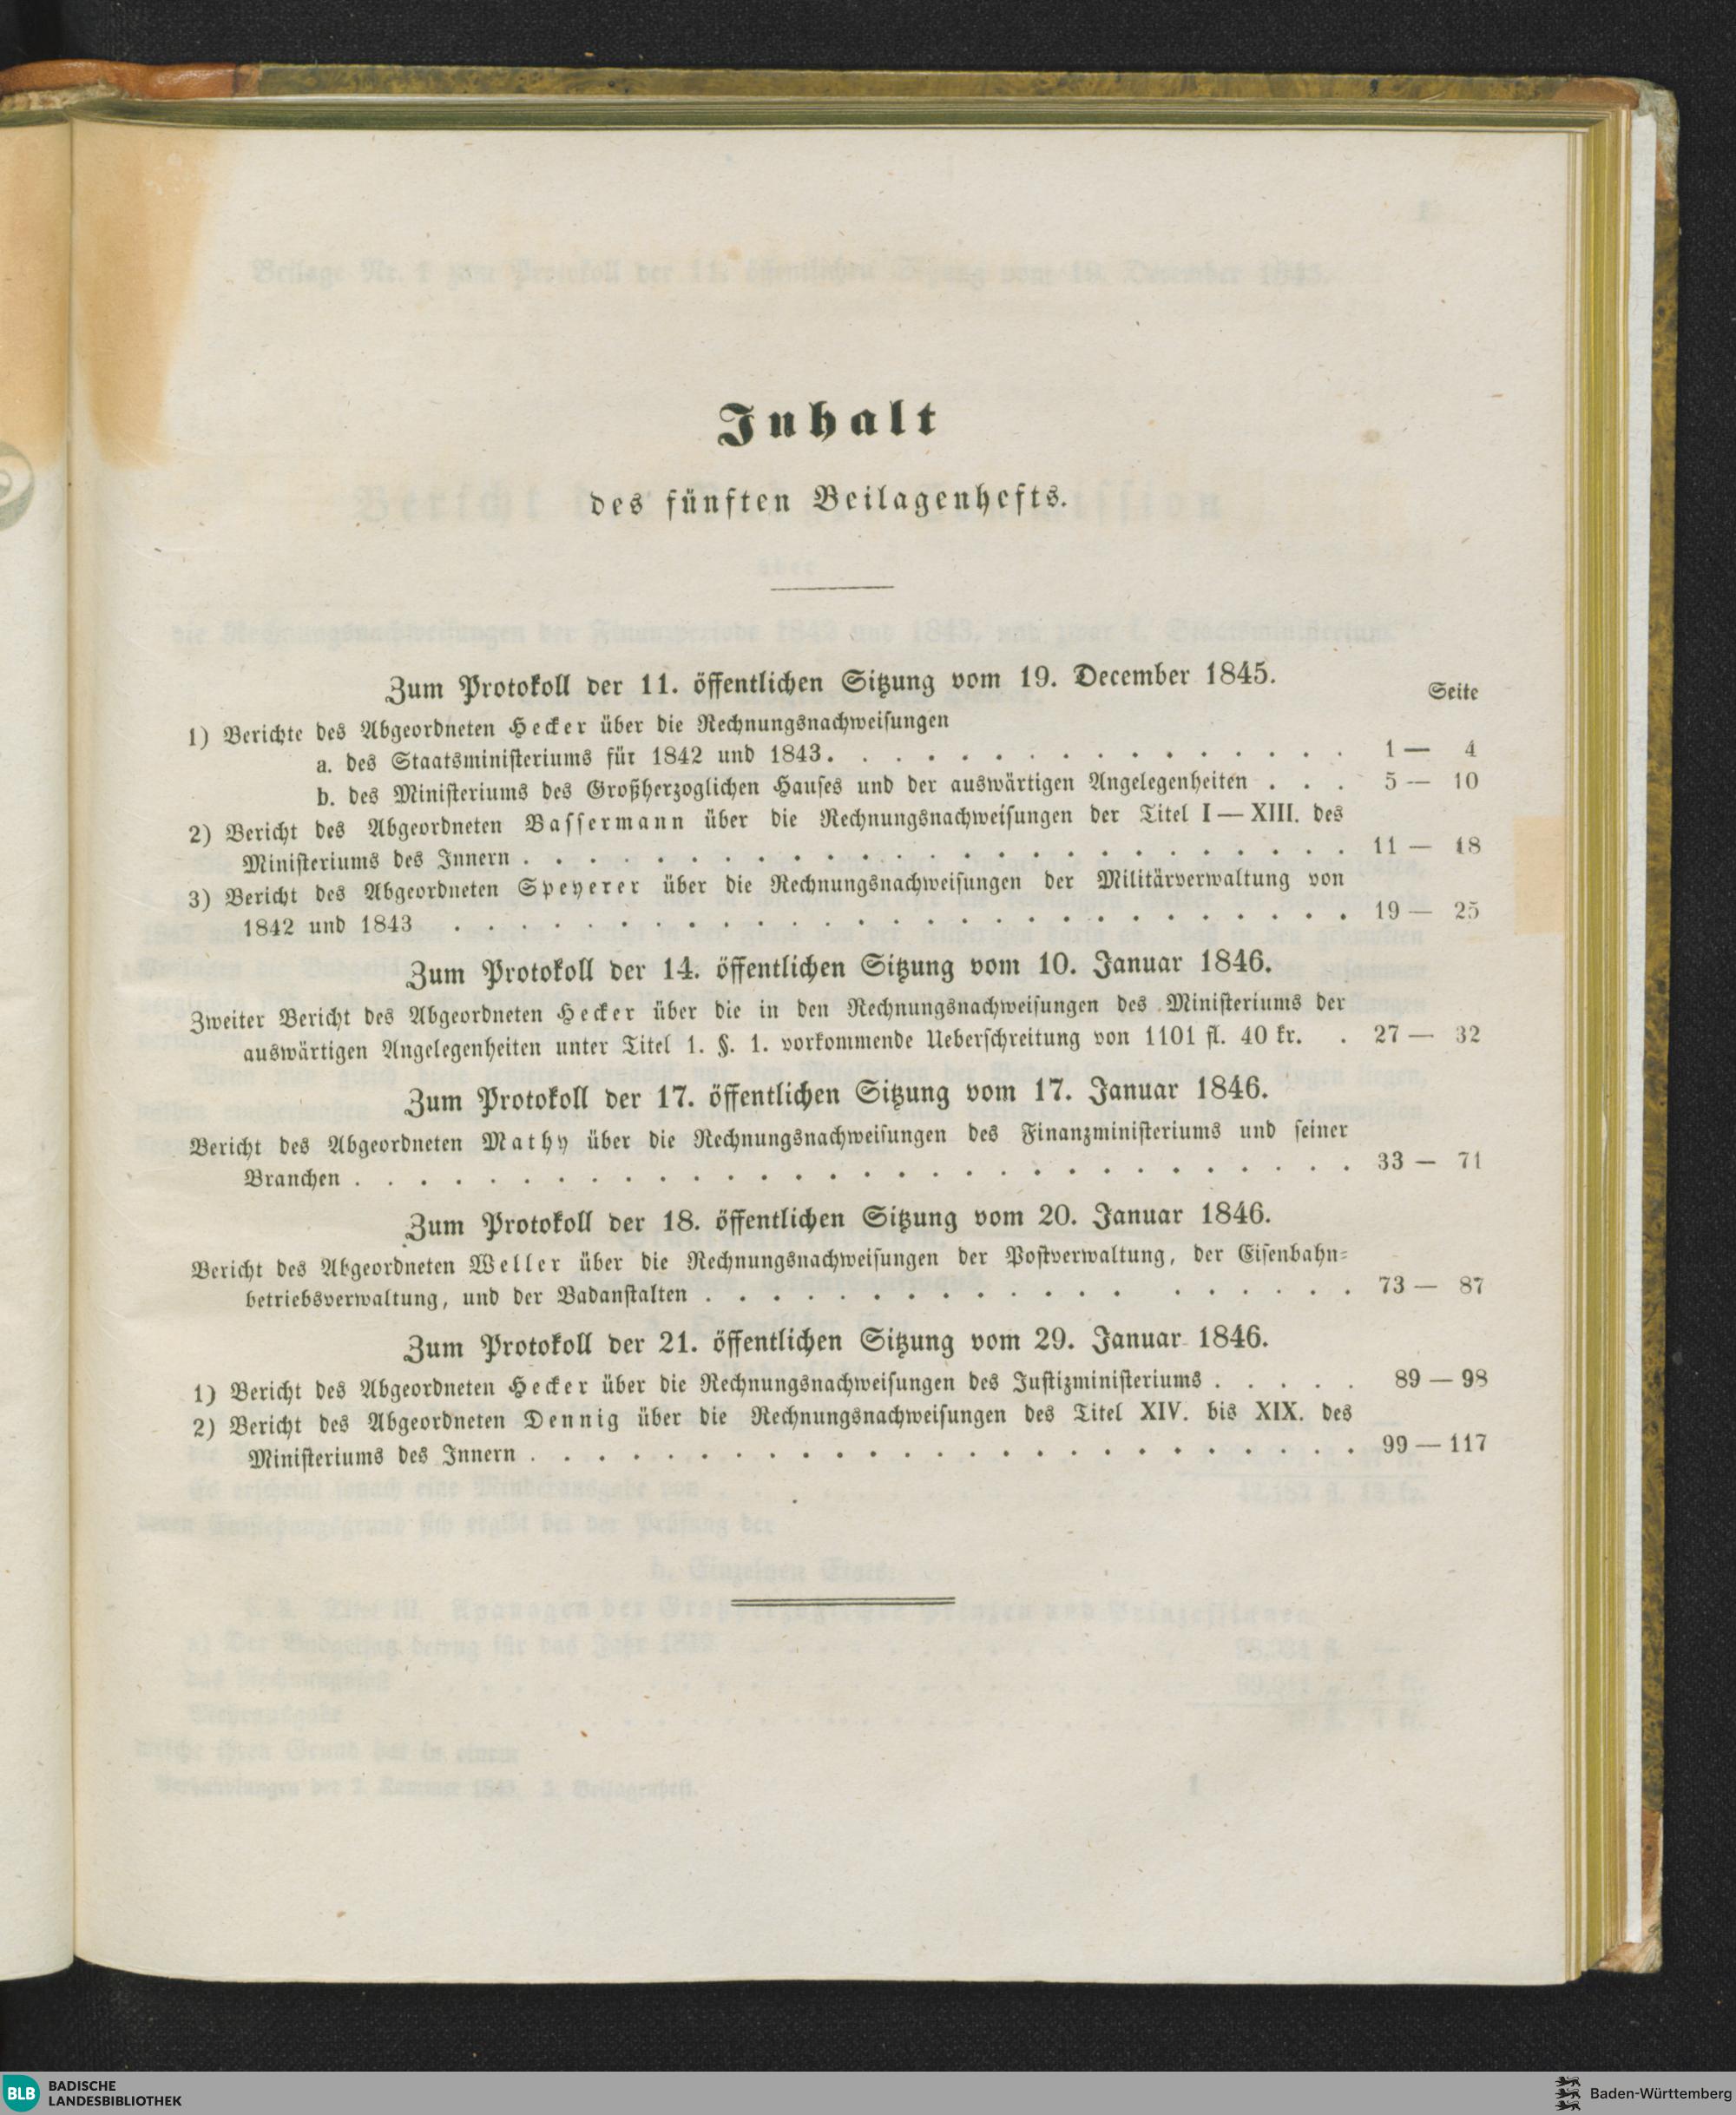 Inhalt
des fünften Beilagenhefts.
Zum Protokoll der 11. öffentlichen Sitzung vom 19. December 1845.
Seite
1) Berichte des Abgeordneten Hecker über die Rechnungsnachweisungen
a. des Staatsministeriums für 1842 und 1843. . . . . . . . . . . . . . . . 1 — 4
b. des Ministeriums des Großherzoglichen Hauses und der auswärtigen Angelegenheiten . . . 5 — 10
2) Bericht des Abgeordneten Bassermann über die Rechnungsnachweisungen der Titel I — XIII. des
Ministeriums des Innern . . . . . . . . . . . . . . . . . . . . . . . . . 11 — 18
3) Bericht des Abgeordneten Speyerer über die Rechnungsnachweisungen der Militärverwaltung von
1842 und 1843 . . . . . . . . . . . . . . . . . . . . . . . . . . . 19 — 25
Zum Protokoll der 14. öffentlichen Sitzung vom 10. Januar 1846.
Zweiter Bericht des Abgeordneten Hecker über die in den Rechnungsnachweisungen des Ministeriums der
auswärtigen Angelegenheiten unter Titel 1. §. 1. vorkommende Ueberschreitung von 1101 fl. 40 kr. . 27 — 32
Zum Protokoll der 17. öffentlichen Sitzung vom 17. Januar 1846.
Bericht des Abgeordneten Mathy über die Rechnungsnachweisungen des Finanzministeriums und seiner
Branchen . . . . . . . . . . . . . . . . . . . . . . . . . . . . . . 33 — 71
Zum Protokoll der 18. öffentlichen Sitzung vom 20. Januar 1846.
Bericht des Abgeordneten Weller über die Rechnungsnachweisungen der Postverwaltung, der Eisenbahn-
betriebsverwaltung, und der Badanstalten . . . . . . . . . . . . . . . . . . . 73 — 87
Zum Protokoll der 21. öffentlichen Sitzung vom 29. Januar 1846.
1) Bericht des Abgeordneten Hecker über die Rechnungsnachweisungen des Justizministeriums . . . . . 89 — 98
2) Bericht des Abgeordneten Dennig über die Rechnungsnachweisungen des Titel XIV. bis XIX. des
Ministeriums des Innern . . . . . . . . . . . . . . . . . . . . . . . . . 99 — 117
BLB
BADISCHE
LANDESBIBLIOTHEK
Baden-Württemberg